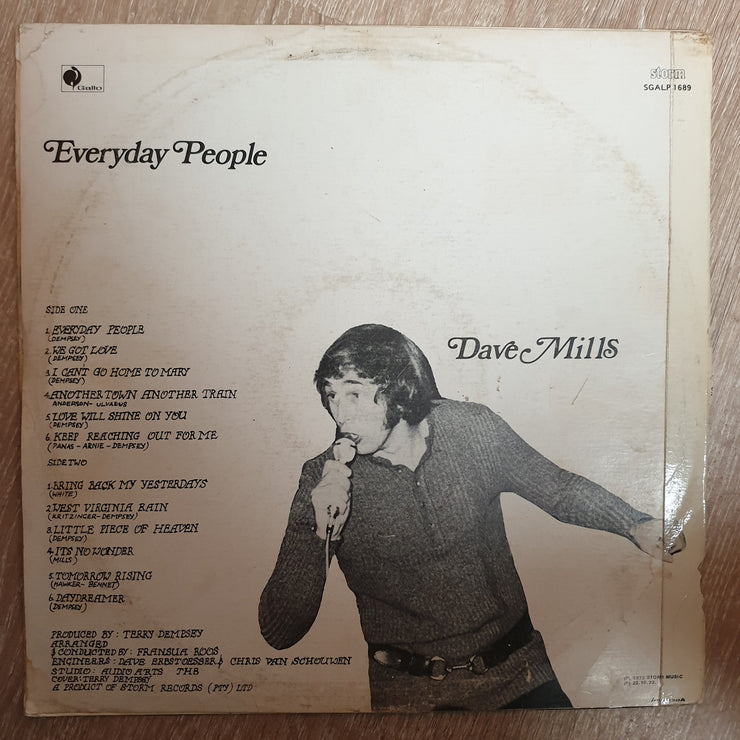 Gallo
storm
SGALP 1689
Everyday People
Dave Mills
SIDE ONE
1. EVERYDAY PEOPLE
(DEMPSEY)
2. WE GOT LOVE
(DEMPSEY)
3. I CAN'T GO HOME TO MARY
(DEMPSEY)
4. ANOTHER TOWN ANOTHER TRAIN
ANDERSON - ULVAEUS
5. LOVE WILL SHINE ON YOU
(DEMPSEY)
6. KEEP REACHING OUT FOR ME
(PANAS - ARNIE - DEMPSEY)
SIDE TWO
1. BRING BACK MY YESTERDAYS
(WHITE)
2. WEST VIRGINIA RAIN
(KRITZINGER - DEMPSEY)
3. LITTLE PIECE OF HEAVEN
(DEMPSEY)
4. ITS NO WONDER
(MILLS)
5. TOMORROW RISING
(HAWKER - BENNET)
6. DAYDREAMER
(DEMPSEY)
PRODUCED BY : TERRY DEMPSEY
ARRANGED
& CONDUCTED BY : FRANSUA ROOS
ENGINEERS : DAVE ERBSTOESSER & CHRIS VAN SCHOUWEN
STUDIO : AUDIO ARTS JHB
COVER : TERRY DEMPSEY
A PRODUCT OF STORM RECORDS (PTY) LTD
STORM MUSIC